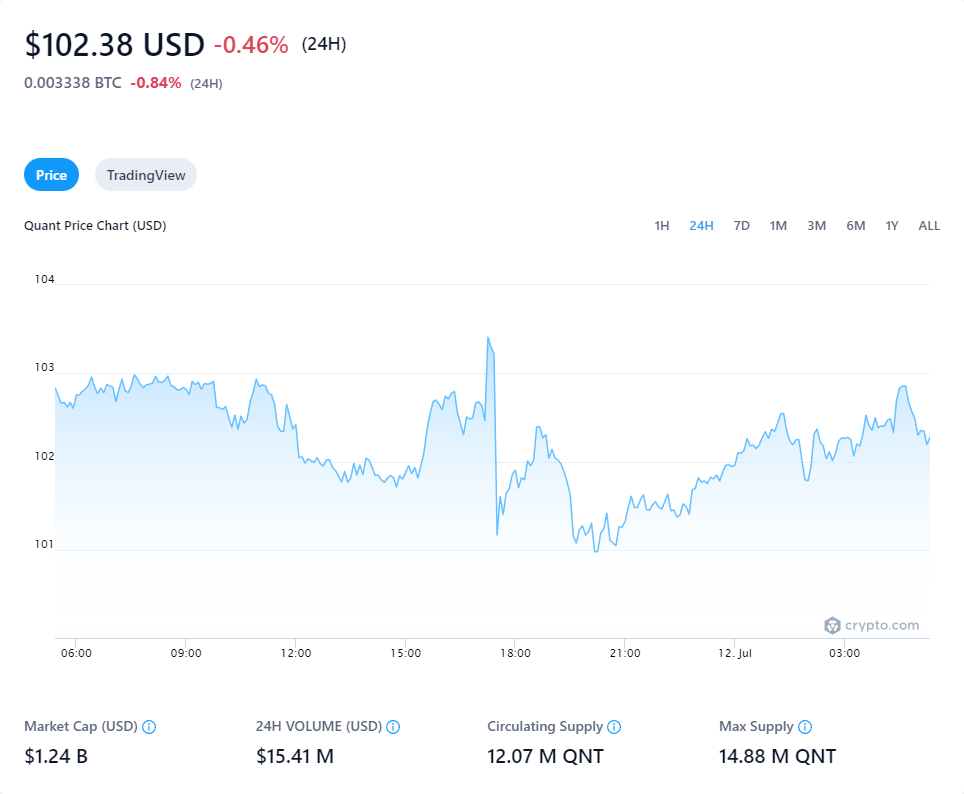 $102.38 USD -0.46% (24H)
0.003338 BTC -0.84% (24H)
Price TradingView
Quant Price Chart (USD) 1H 24H 7D 1M 3M 6M 1Y ALL
104
103
102
101
crypto.com
06:00 09:00 12:00 15:00 18:00 21:00 12. Jul 03:00
Market Cap (USD) 24H VOLUME (USD) Circulating Supply Max Supply
$1.24 B $15.41 M 12.07 M QNT 14.88 M QNT